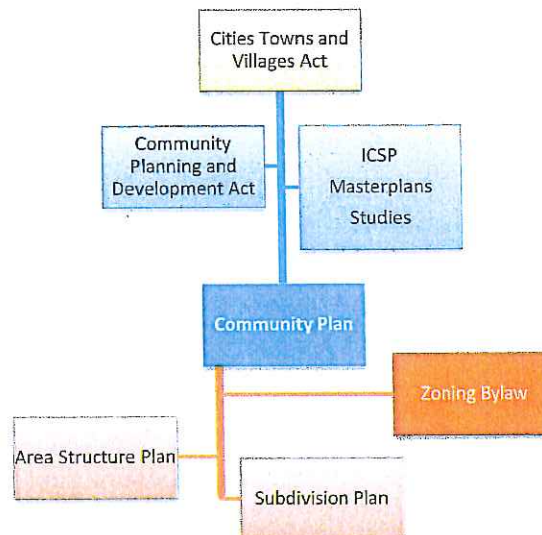 Cities Towns and
Villages Act
Community
Planning and
Development Act
ICSP
Masterplans
Studies
Community Plan
Zoning Bylaw
Area Structure Plan
Subdivision Plan